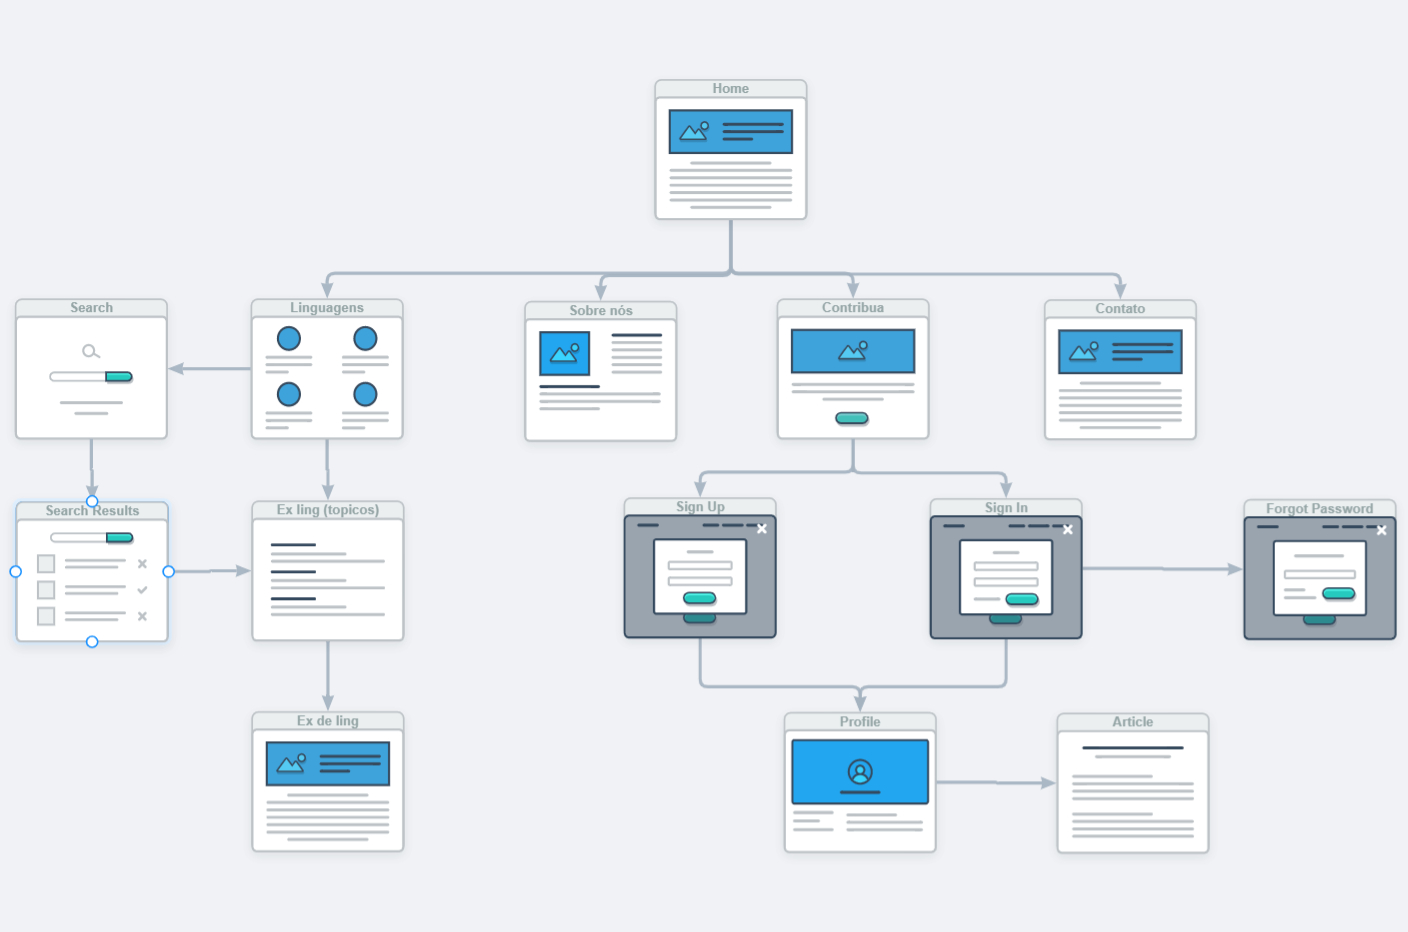 Home
Search
Linguagens
Sobre nós
Contribua
Contato
Search Results
Ex ling (topicos)
Sign Up
Sign In
Forgot Password
Ex de ling
Profile
Article